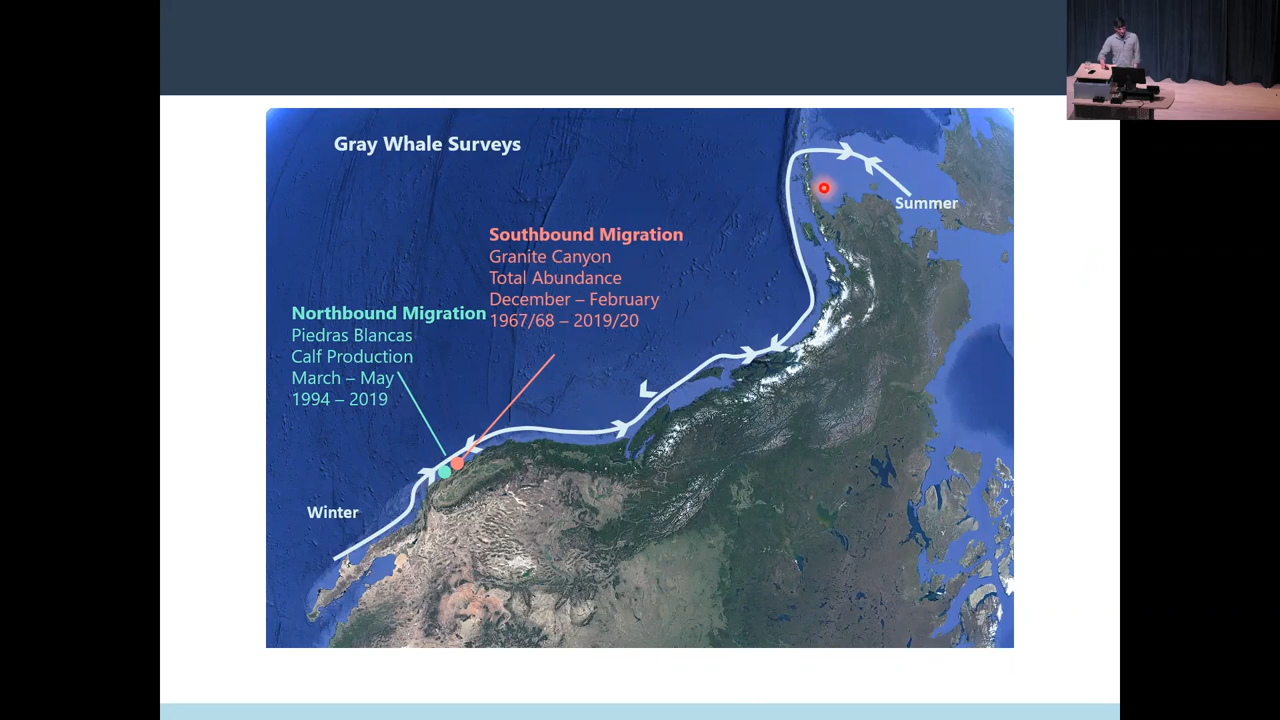 Gray Whale Surveys
Summer
Southbound Migration
Granite Canyon
Total Abundance
December – February
1967/68 – 2019/20
Northbound Migration
Piedras Blancas
Calf Production
March – May
1994 – 2019
Winter